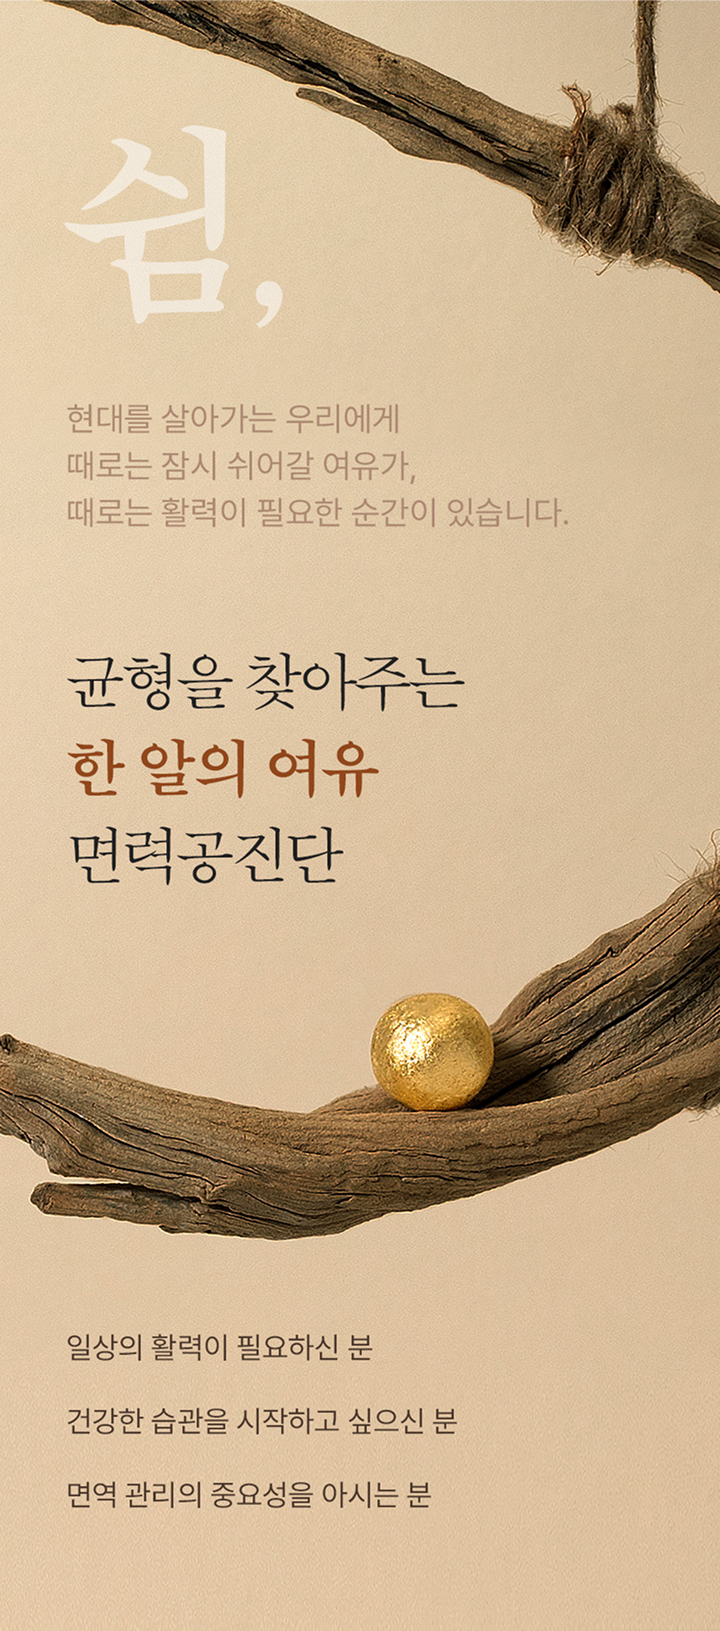 쉼,
현대를 살아가는 우리에게
때로는 잠시 쉬어갈 여유가,
때로는 활력이 필요한 순간이 있습니다.
균형을 찾아주는
한 알의 여유
면력공진단
일상의 활력이 필요하신 분
건강한 습관을 시작하고 싶으신 분
면역 관리의 중요성을 아시는 분